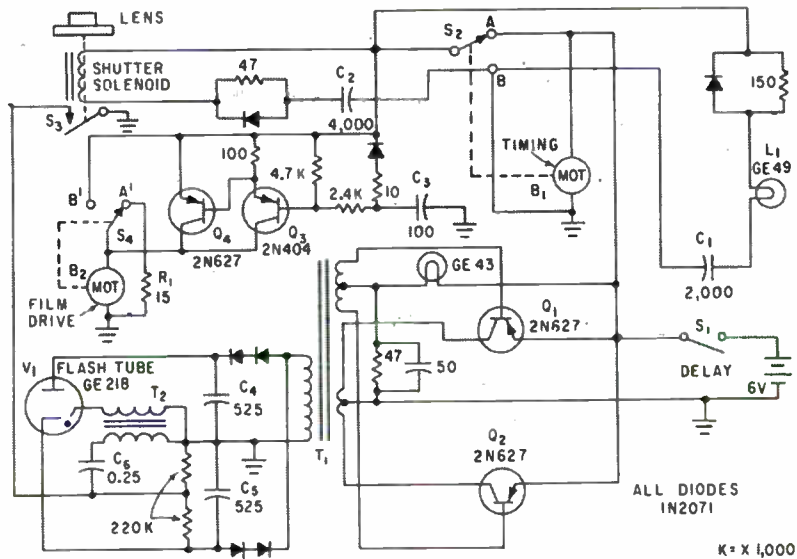 LENS
SHUTTER
SOLENOID
S3
47
C2
4,000
S2
A
B
TIMING
MOT
B1
150
L1
GE 49
C1
2,000
100
4.7K
2.4K
10
C3
100
B'
A'
S4
B2
MOT
FILM
DRIVE
R1
15
Q4
2N627
Q3
2N404
GE 43
Q1
2N627
47
50
S1
DELAY
6V
V1
FLASH TUBE
GE 218
T2
C4
525
C6
0.25
C5
525
220K
T1
Q2
2N627
ALL DIODES
1N2071
K= X 1,000